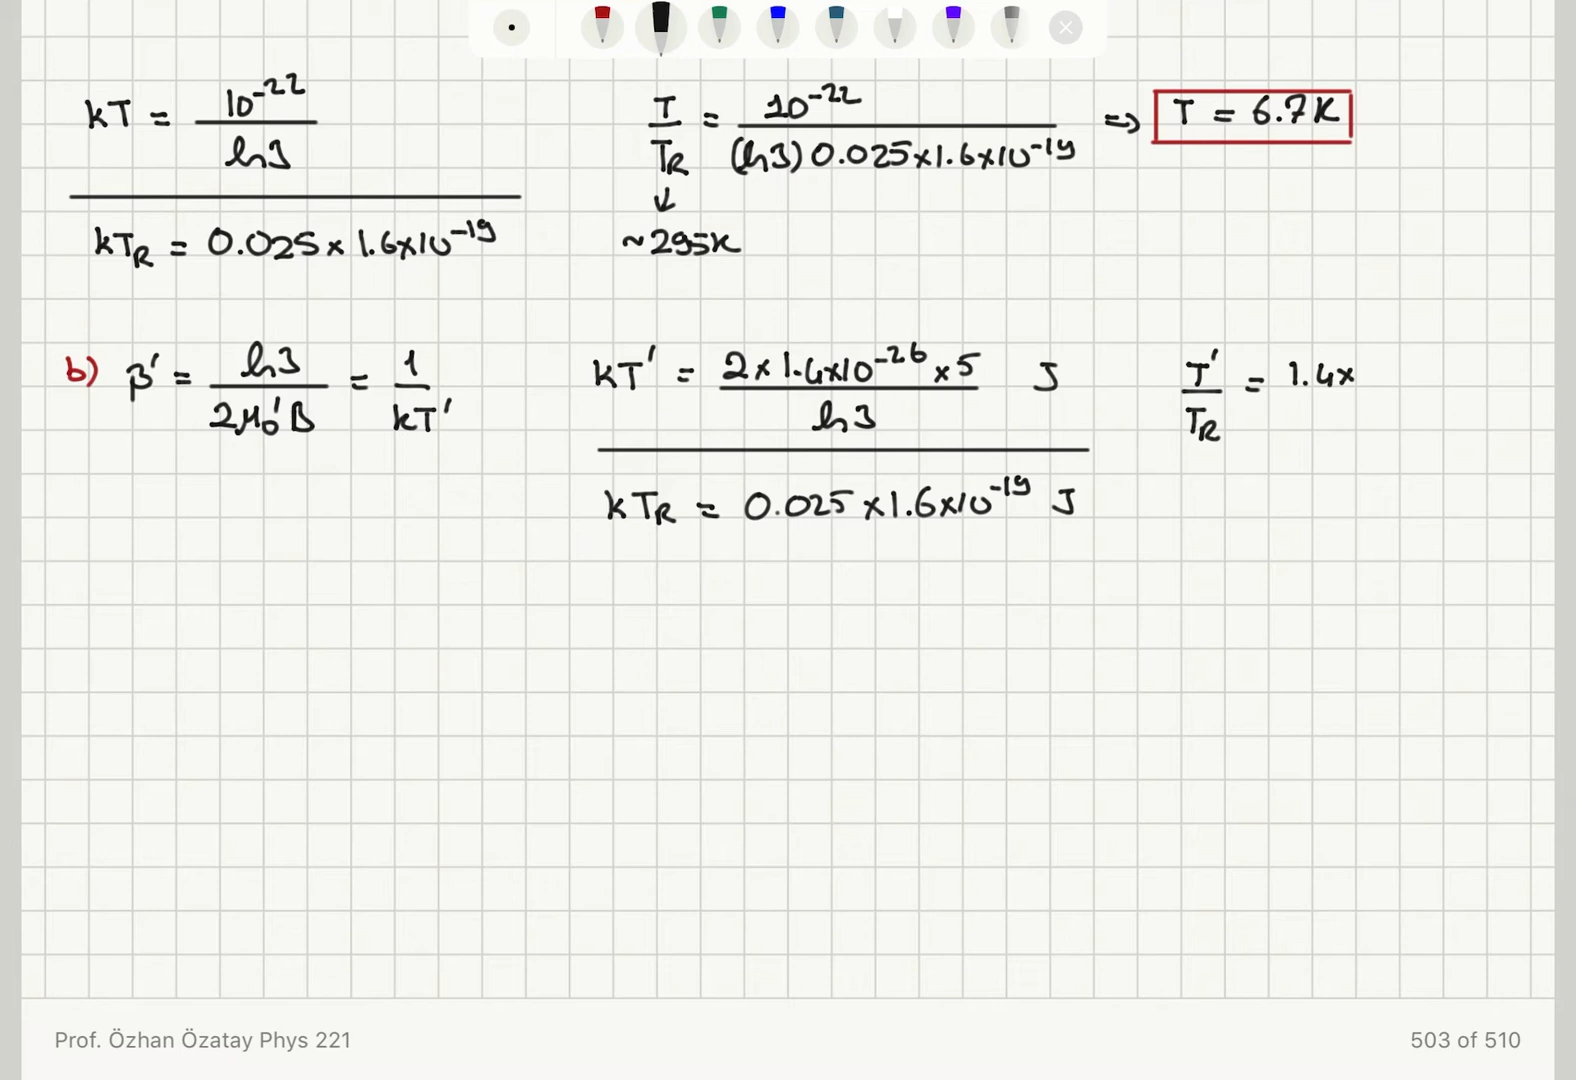 kT = 10⁻²² / ln3
kT_R = 0.025 × 1.6×10⁻¹⁹
T / T_R = 10⁻²² / (ln3) 0.025×1.6×10⁻¹⁹ ⇒ T = 6.7K
↓
~295K
b) β' = ln3 / 2μ₀'B = 1 / kT'
kT' = 2 × 1.4×10⁻²⁶ × 5 / ln3 J
kT_R = 0.025 × 1.6×10⁻¹⁹ J
T' / T_R = 1.4×
Prof. Özhan Özatay Phys 221
503 of 510